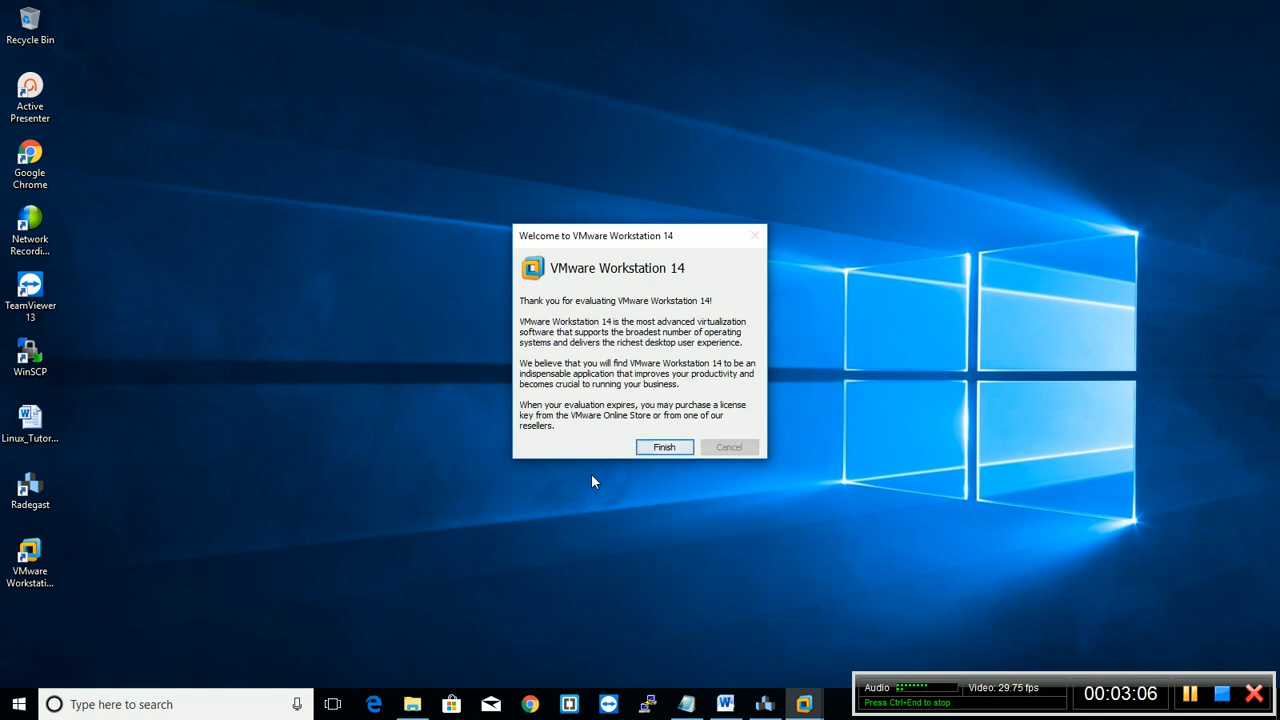 Recycle Bin
Active
Presenter
Google
Chrome
Network
Recordi...
TeamViewer
13
WinSCP
Linux_Tutor...
Radegast
VMware
Workstati...
Welcome to VMware Workstation 14
VMware Workstation 14
Thank you for evaluating VMware Workstation 14!
VMware Workstation 14 is the most advanced virtualization
software that supports the broadest number of operating
systems and delivers the richest desktop user experience.
We believe that you will find VMware Workstation 14 to be an
indispensable application that improves your productivity and
becomes crucial to running your business.
When your evaluation expires, you may purchase a license
key from the VMware Online Store or from one of our
resellers.
Finish
Cancel
Type here to search
Audio
Video: 29.75 fps
Press Ctrl+End to stop
00:03:06